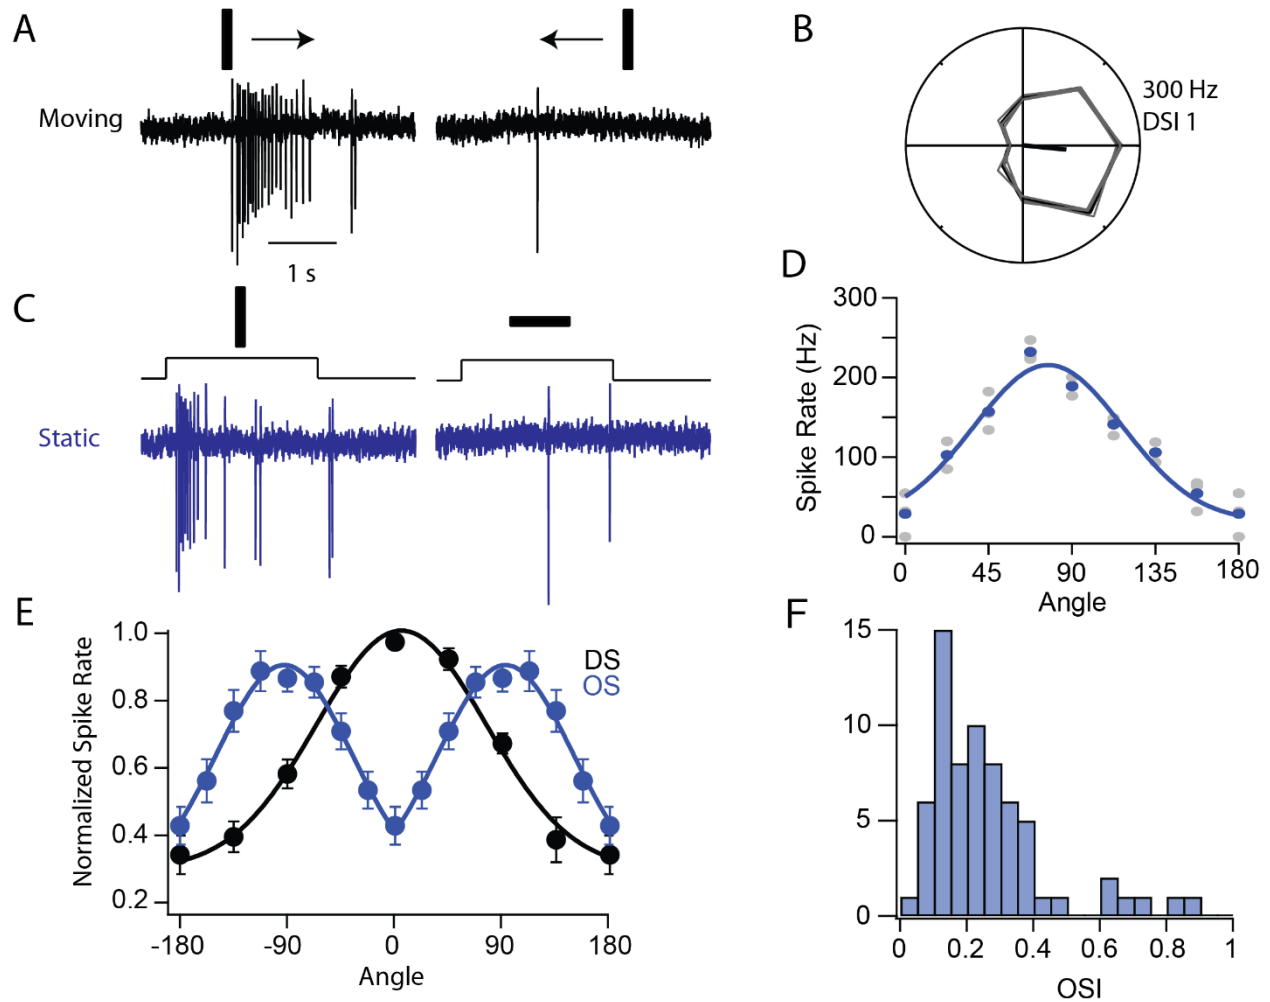 A
Moving
1 s
B
300 Hz
DSI 1
C
Static
D
Spike Rate (Hz)
300
200
100
0
0 45 90 135 180
Angle
E
Normalized Spike Rate
1.0
0.8
0.6
0.4
0.2
DS
OS
-180 -90 0 90 180
Angle
F
15
10
5
0
0 0.2 0.4 0.6 0.8 1
OSI